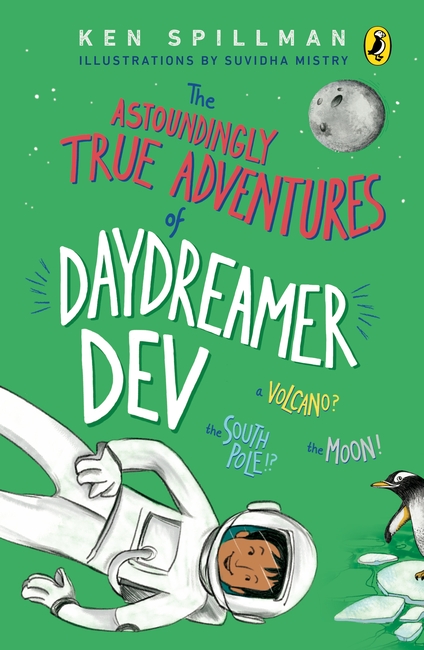 KEN SPILLMAN
ILLUSTRATIONS BY SUVIDHA MISTRY
The
ASTOUNDINGLY
TRUE ADVENTURES
of
DAYDREAMER
DEV
a VOLCANO?
the SOUTH
POLE!?
the MOON!